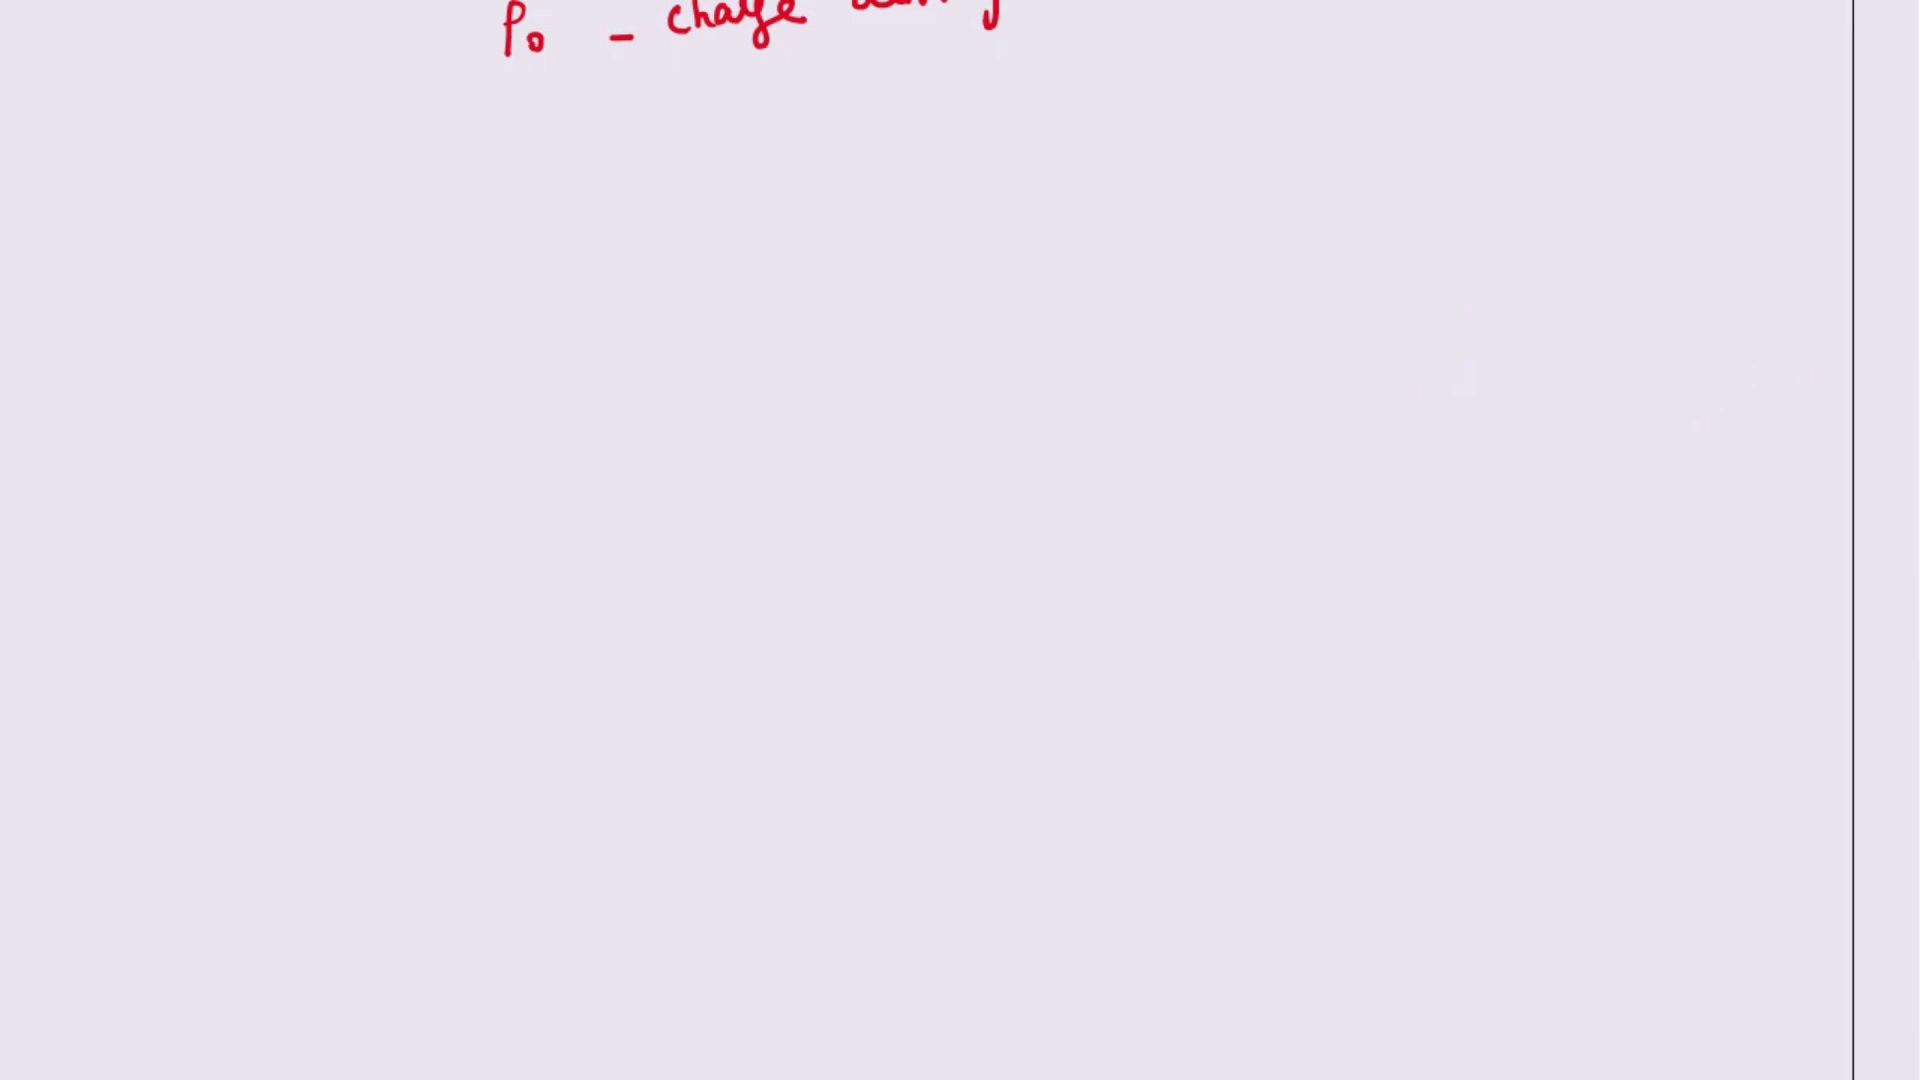 ρ₀ - charge